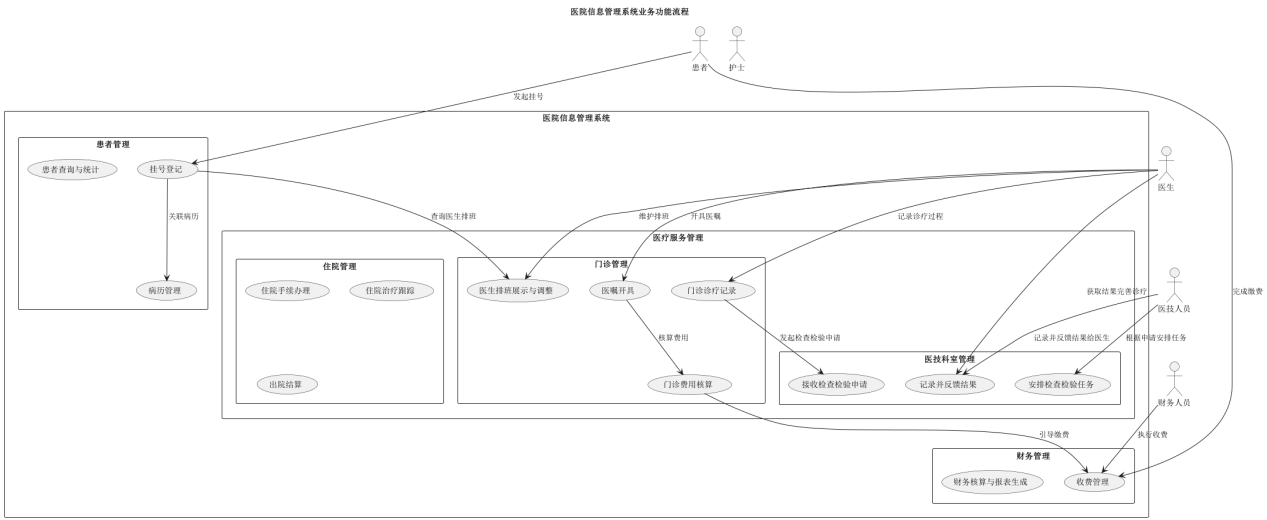 医院信息管理系统业务功能流程
患者
护士
发起挂号
医院信息管理系统
患者管理
患者查询与统计
挂号登记
关联病历
病历管理
医生
查询医生排班
维护排班
开具医嘱
记录诊疗过程
医疗服务管理
住院管理
住院手续办理
住院治疗跟踪
出院结算
门诊管理
医生排班展示与调整
医嘱开具
门诊诊疗记录
核算费用
门诊费用核算
发起检查检验申请
获取结果完善诊疗
医技人员
完成缴费
记录并反馈结果给医生
根据申请安排任务
医技科室管理
接收检查检验申请
记录并反馈结果
安排检查检验任务
财务人员
引导缴费
执行收费
财务管理
财务核算与报表生成
收费管理